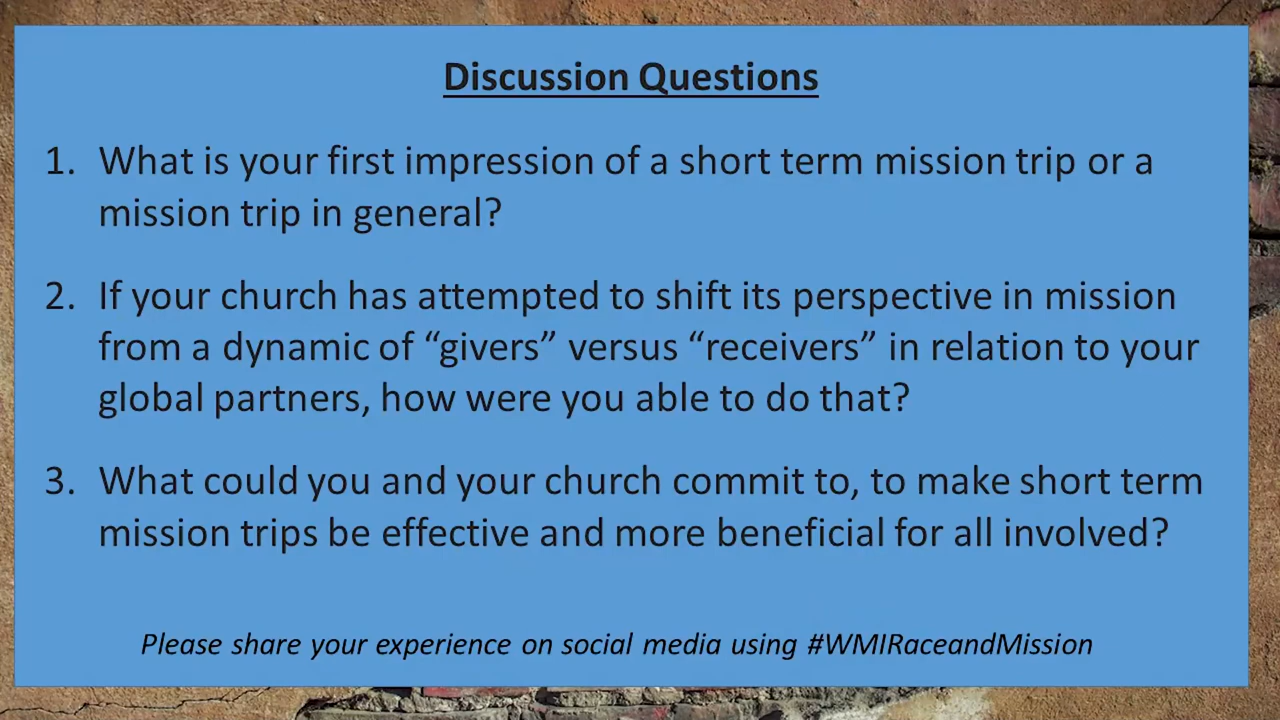 Discussion Questions
1. What is your first impression of a short term mission trip or a
mission trip in general?
2. If your church has attempted to shift its perspective in mission
from a dynamic of “givers” versus “receivers” in relation to your
global partners, how were you able to do that?
3. What could you and your church commit to, to make short term
mission trips be effective and more beneficial for all involved?
Please share your experience on social media using #WMIRaceandMission